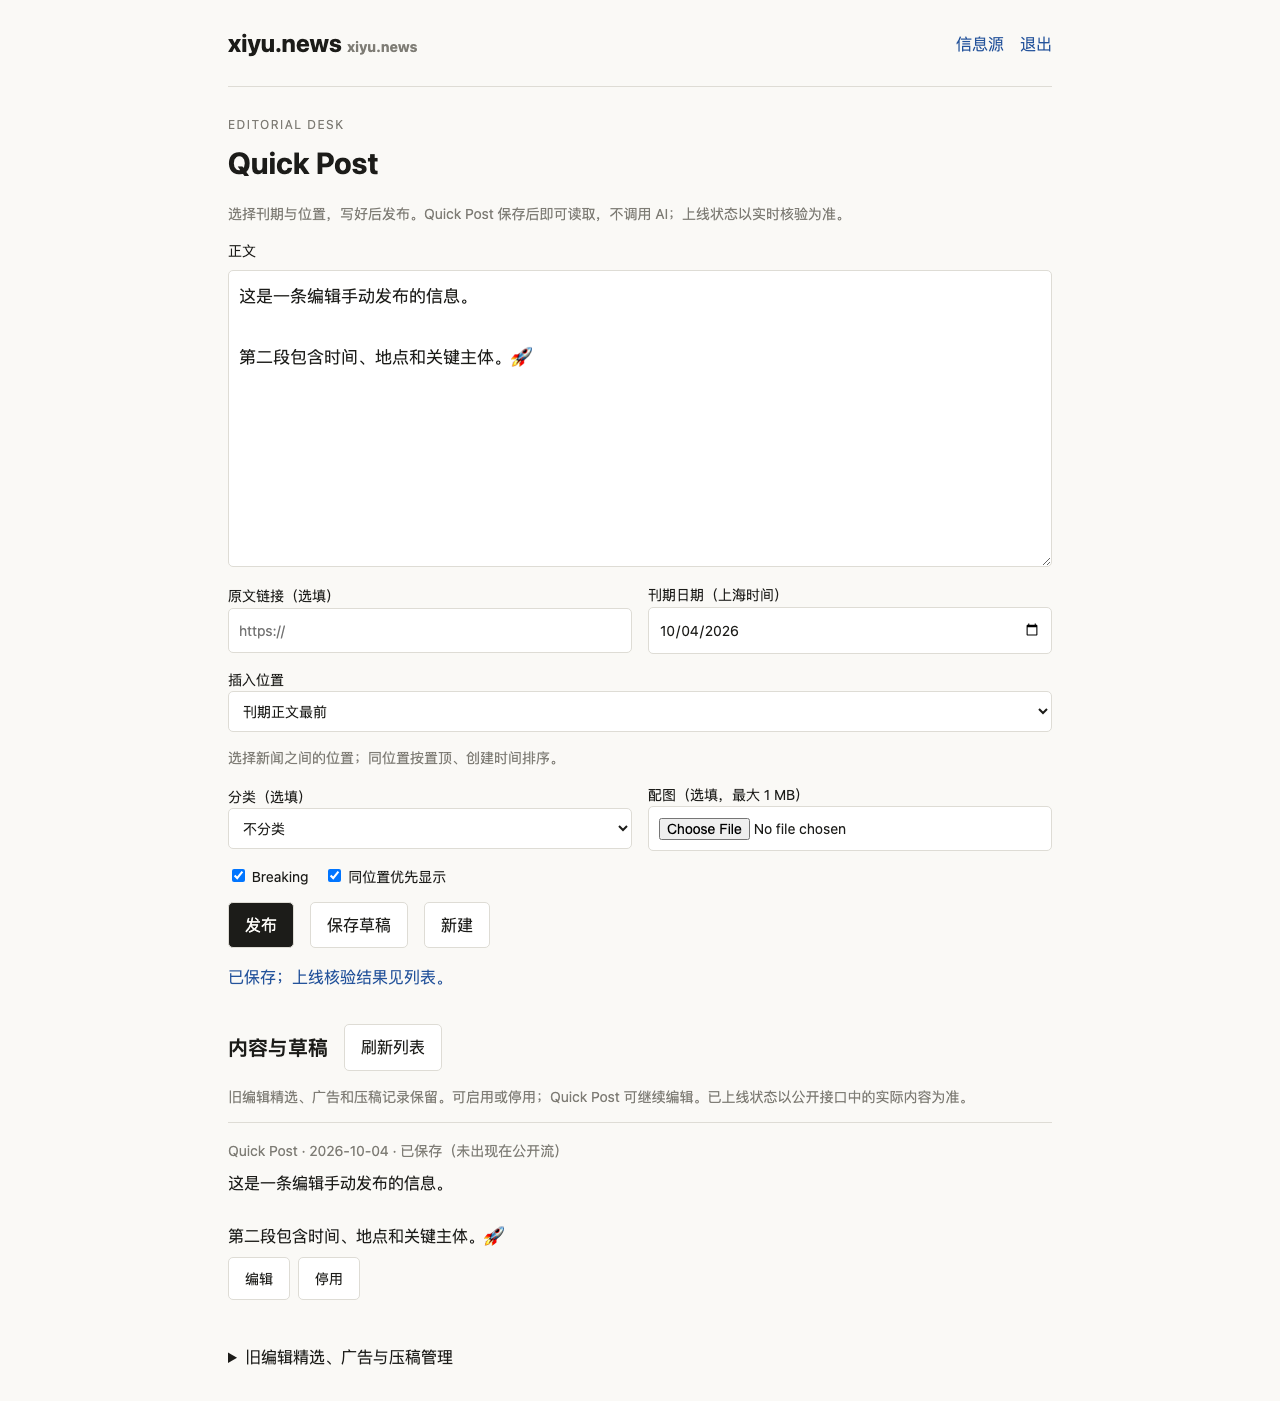 xiyu.news xiyu.news
信息源 退出
EDITORIAL DESK
Quick Post
选择刊期与位置，写好后发布。Quick Post 保存后即可读取，不调用 AI；上线状态以实时核验为准。
正文
这是一条编辑手动发布的信息。
第二段包含时间、地点和关键主体。🚀
原文链接（选填）
https://
刊期日期（上海时间）
10/04/2026
插入位置
刊期正文最前
选择新闻之间的位置；同位置按置顶、创建时间排序。
分类（选填）
不分类
配图（选填，最大 1 MB）
Choose File No file chosen
Breaking 同位置优先显示
发布 保存草稿 新建
已保存；上线核验结果见列表。
内容与草稿 刷新列表
旧编辑精选、广告和压稿记录保留。可启用或停用；Quick Post 可继续编辑。已上线状态以公开接口中的实际内容为准。
Quick Post · 2026-10-04 · 已保存（未出现在公开流）
这是一条编辑手动发布的信息。
第二段包含时间、地点和关键主体。🚀
编辑 停用
旧编辑精选、广告与压稿管理